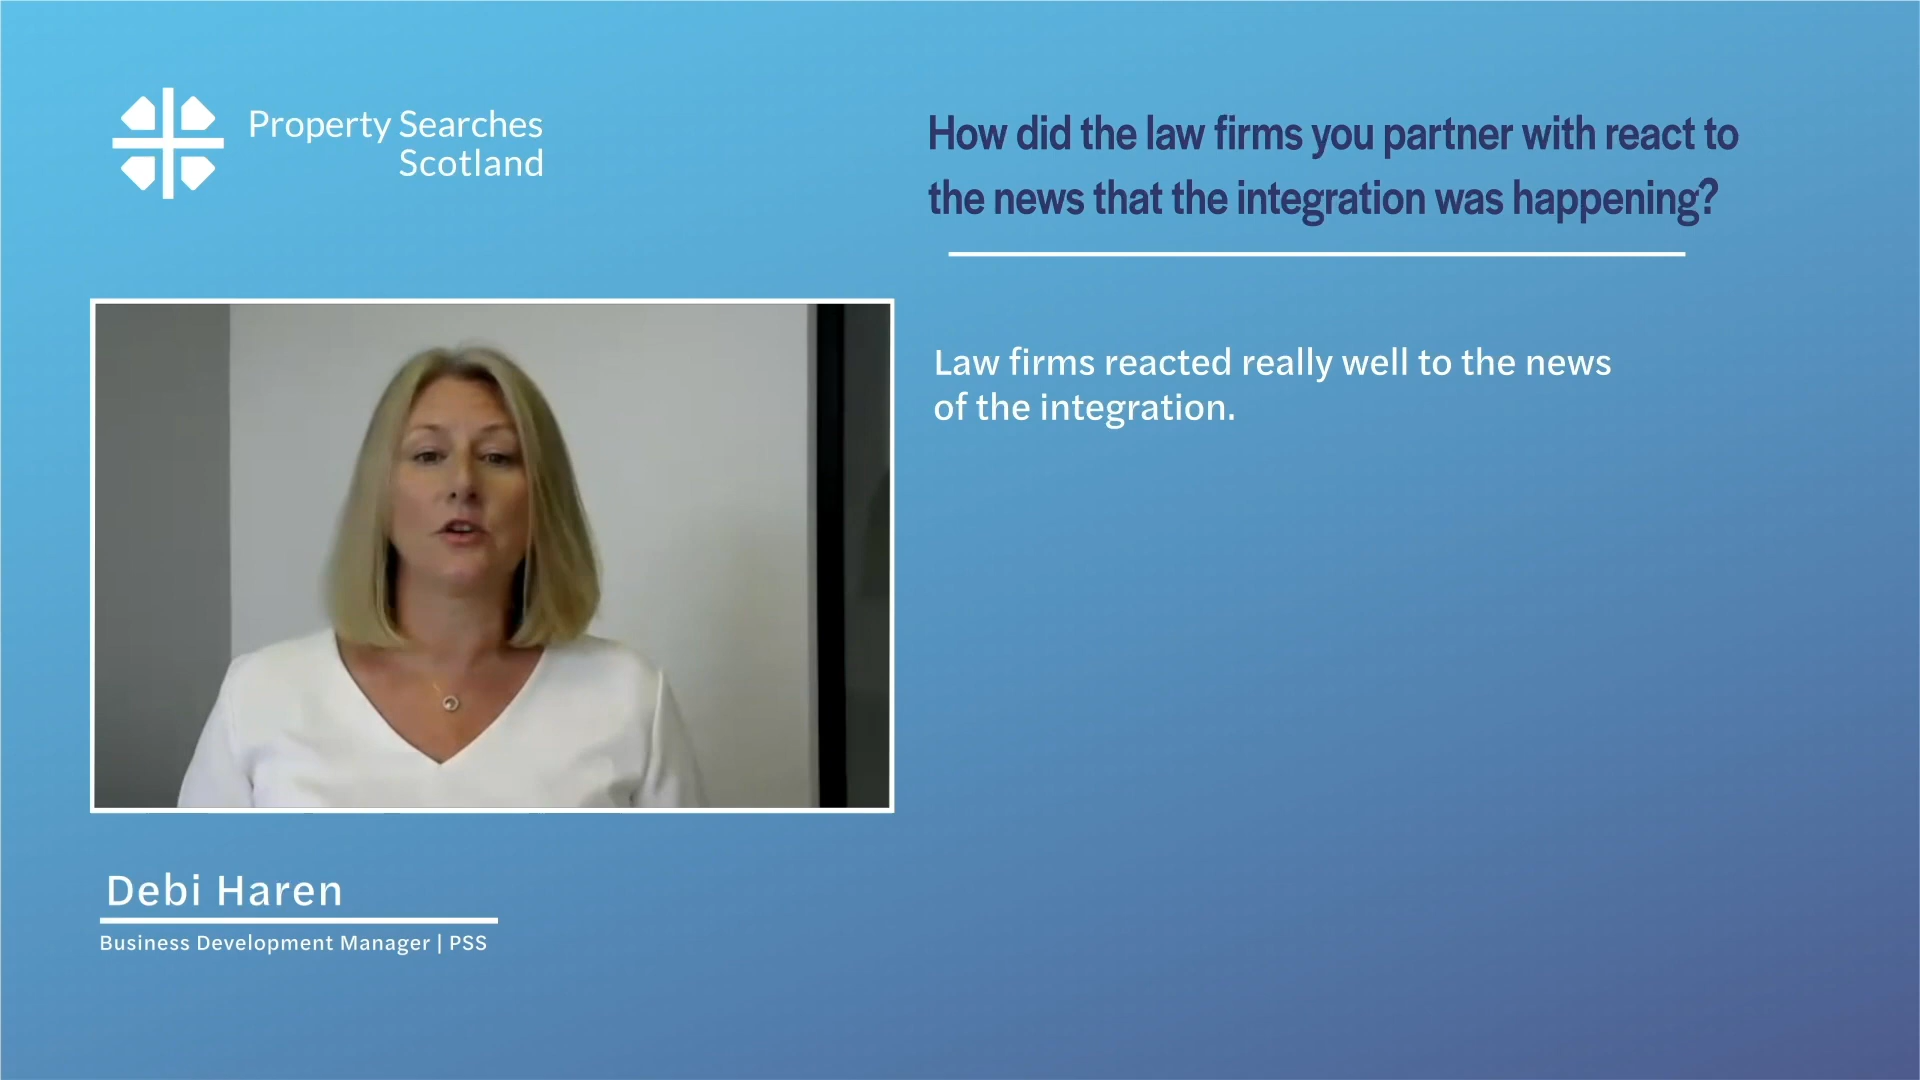 Property Searches
Scotland
How did the law firms you partner with react to
the news that the integration was happening?
Law firms reacted really well to the news
of the integration.
Debi Haren
Business Development Manager | PSS